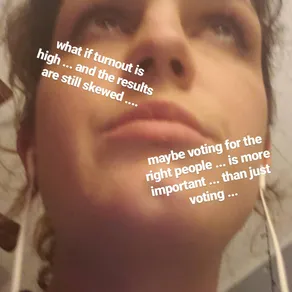 what if turnout is
high ... and the results
are still skewed ....
maybe voting for the
right people ... is more
important ... than just
voting ...